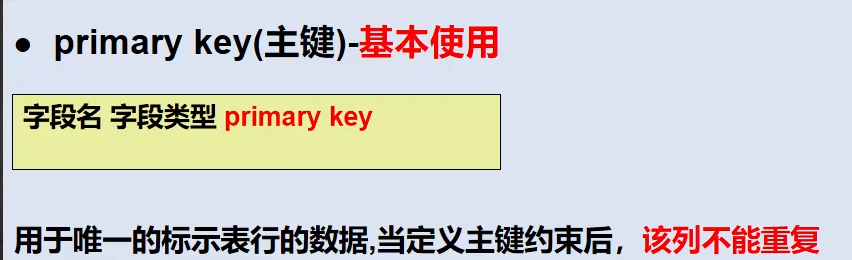 ● primary key(主键)-基本使用
字段名 字段类型 primary key
用于唯一的标示表行的数据,当定义主键约束后，该列不能重复